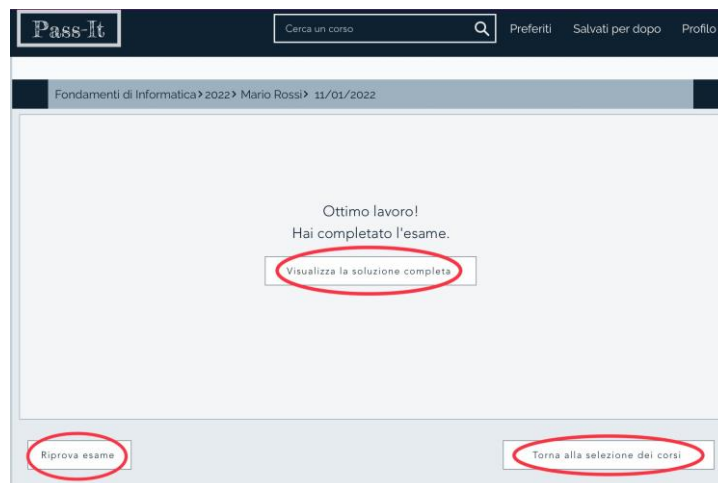 Pass-It
Cerca un corso
Preferiti
Salvati per dopo
Profilo
Fondamenti di Informatica > 2022 > Mario Rossi > 11/01/2022
Ottimo lavoro!
Hai completato l'esame.
Visualizza la soluzione completa
Riprova esame
Torna alla selezione dei corsi